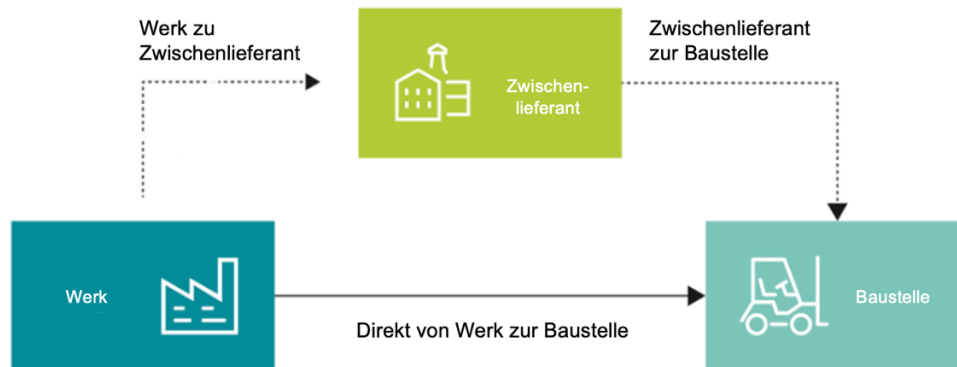 Werk zu
Zwischenlieferant
Zwischenlieferant
zur Baustelle
Zwischen-
lieferant
Werk
Baustelle
Direkt von Werk zur Baustelle